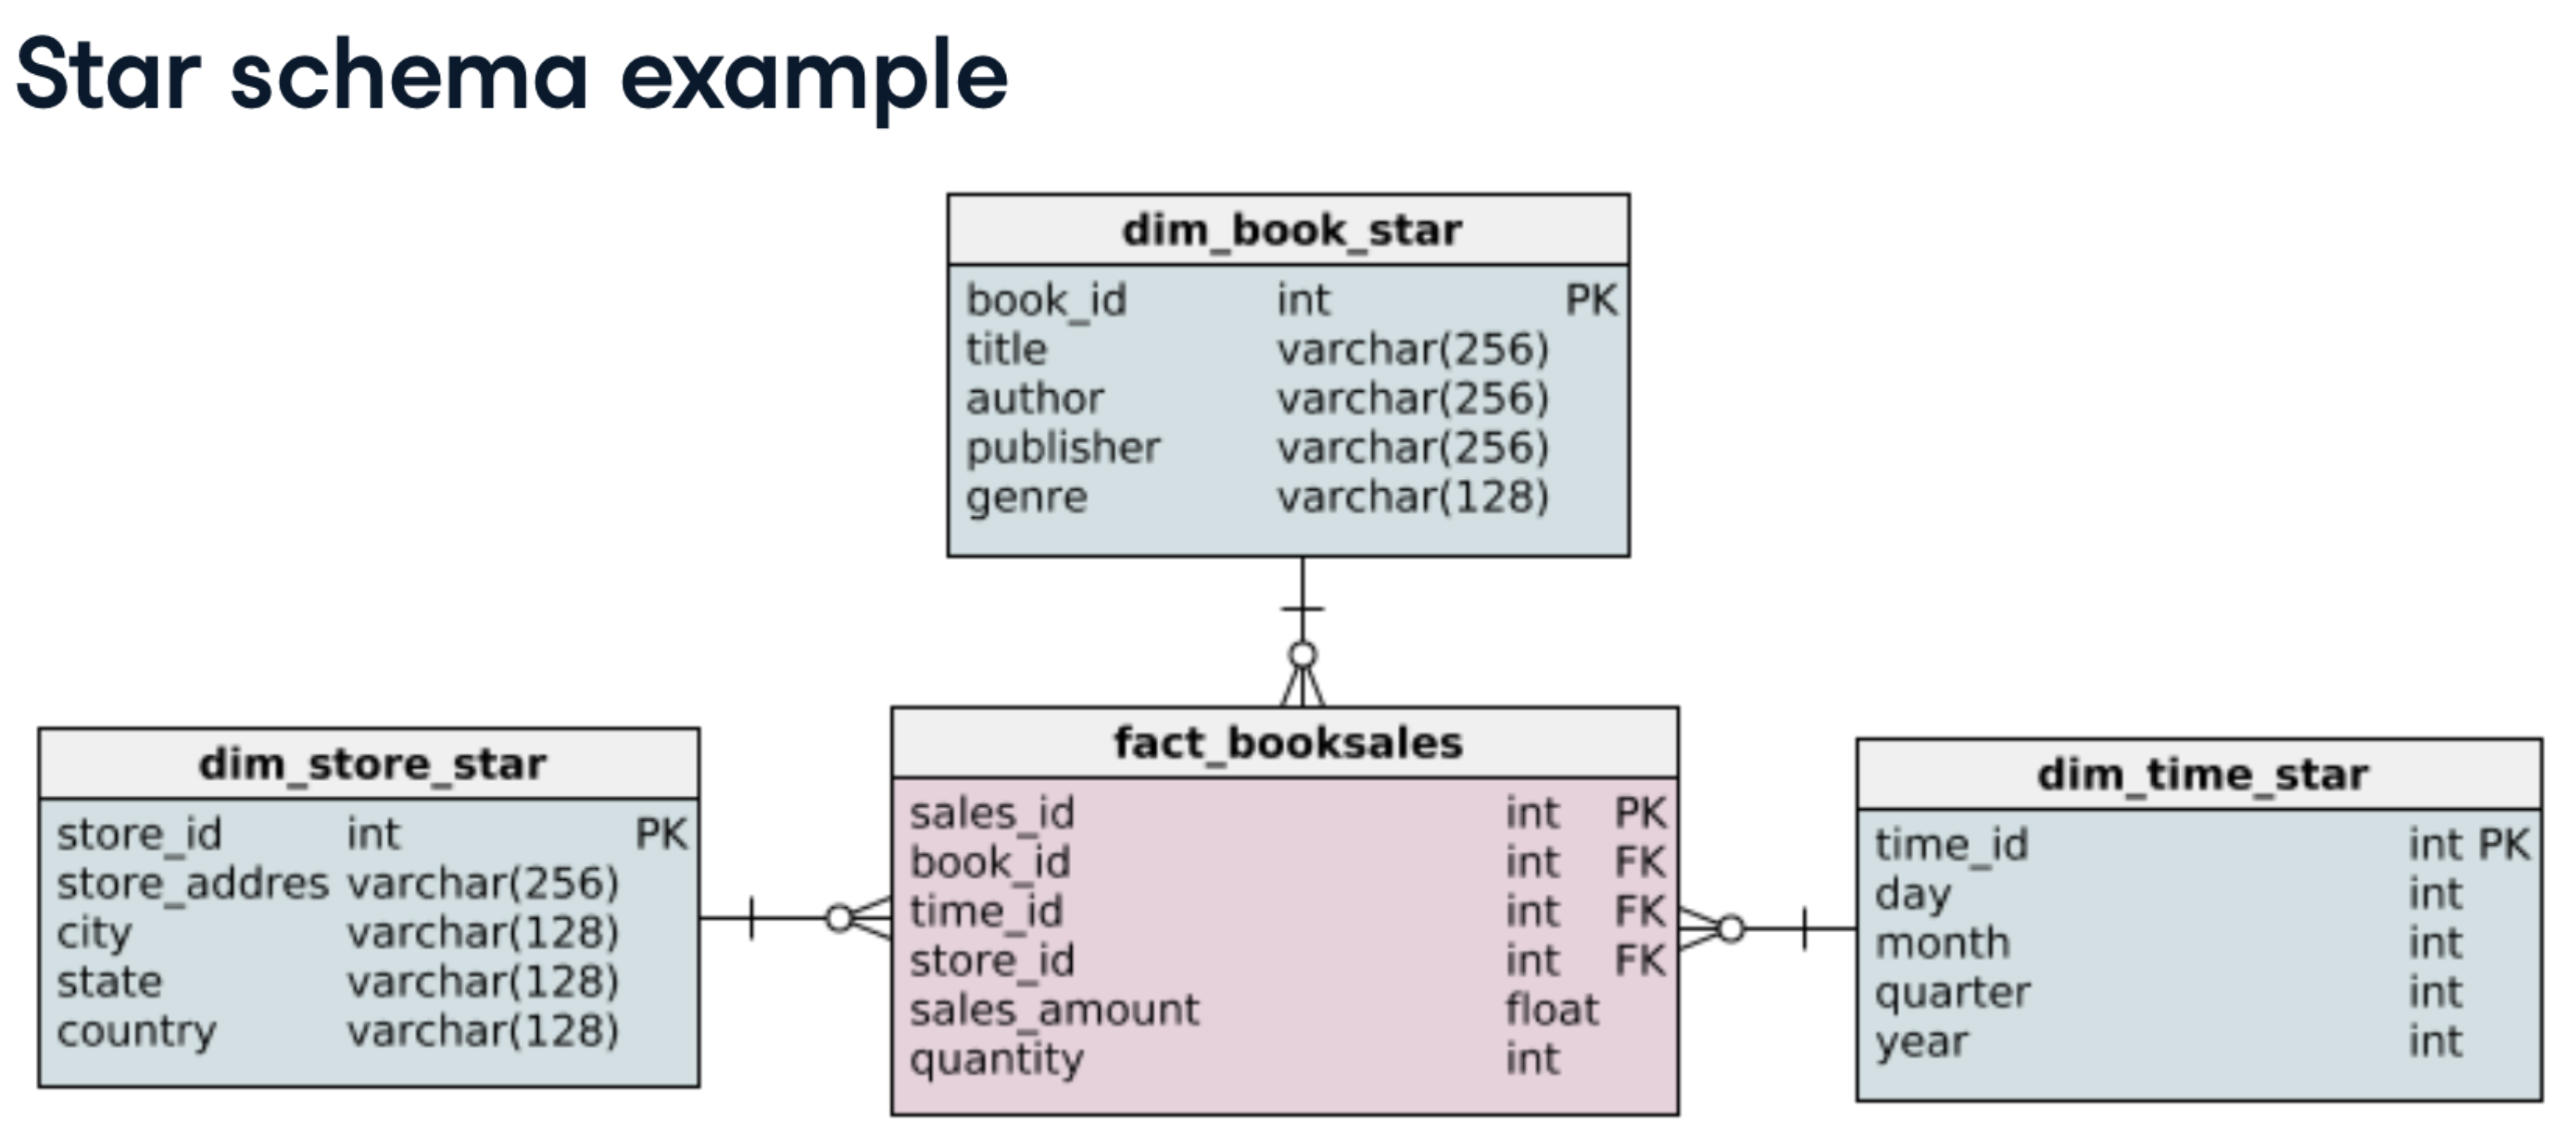 Star schema example
dim_book_star
book_id int PK
title varchar(256)
author varchar(256)
publisher varchar(256)
genre varchar(128)
dim_store_star
store_id int PK
store_addres varchar(256)
city varchar(128)
state varchar(128)
country varchar(128)
fact_booksales
sales_id int PK
book_id int FK
time_id int FK
store_id int FK
sales_amount float
quantity int
dim_time_star
time_id int PK
day int
month int
quarter int
year int